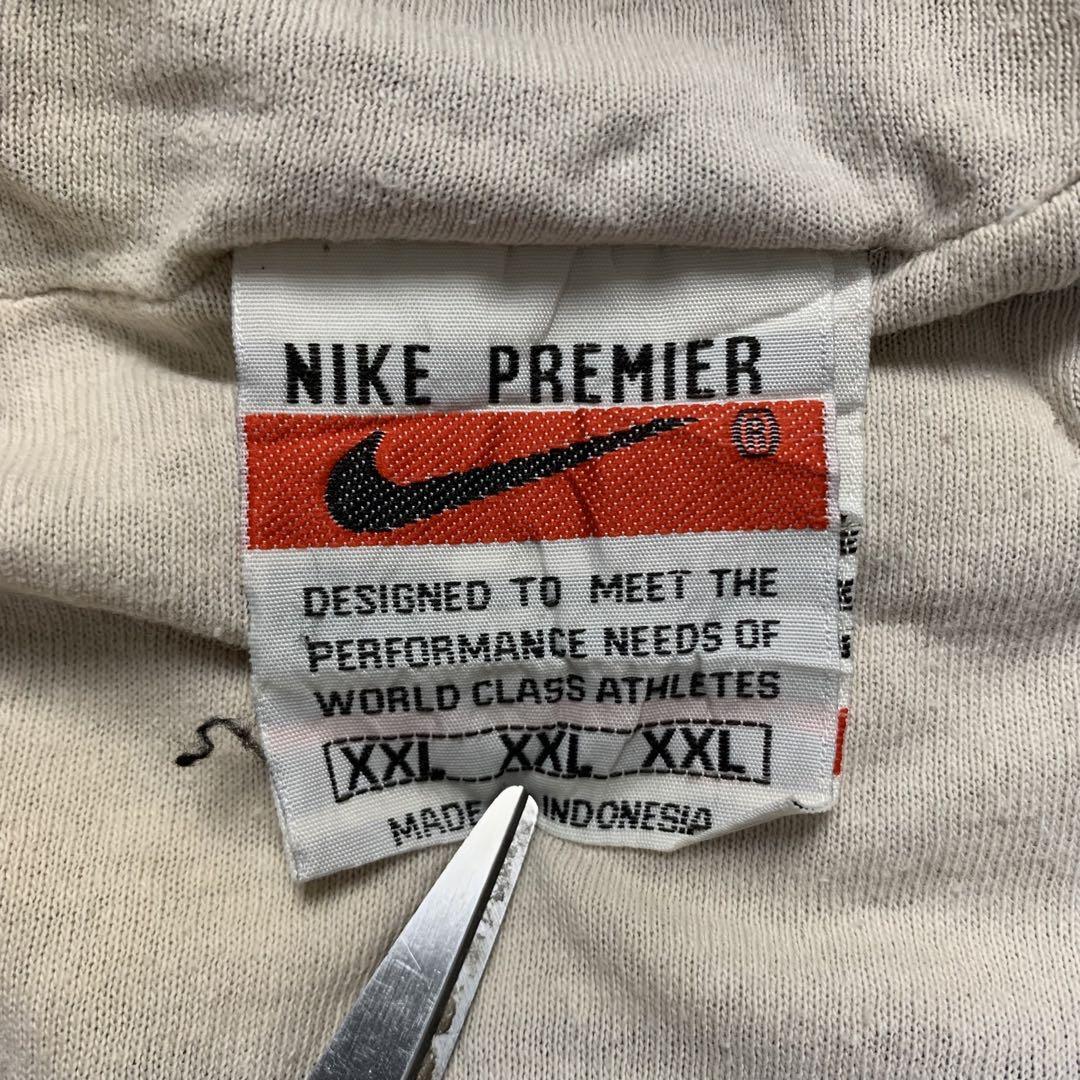 NIKE PREMIER
®
DESIGNED TO MEET THE
PERFORMANCE NEEDS OF
WORLD CLASS ATHLETES
XXL XXL XXL
MADE INDONESIA